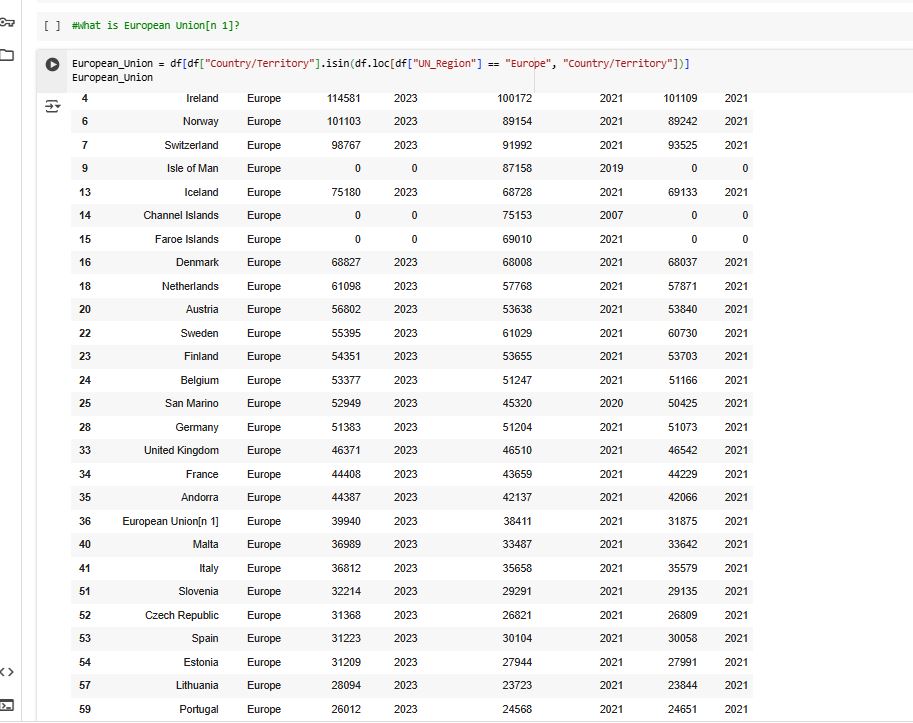 [ ] #What is European Union[n 1]?
European_Union = df[df["Country/Territory"].isin(df.loc[df["UN_Region"] == "Europe", "Country/Territory"])]
European_Union
4 Ireland Europe 114581 2023 100172 2021 101109 2021
6 Norway Europe 101103 2023 89154 2021 89242 2021
7 Switzerland Europe 98767 2023 91992 2021 93525 2021
9 Isle of Man Europe 0 0 87158 2019 0 0
13 Iceland Europe 75180 2023 68728 2021 69133 2021
14 Channel Islands Europe 0 0 75153 2007 0 0
15 Faroe Islands Europe 0 0 69010 2021 0 0
16 Denmark Europe 68827 2023 68008 2021 68037 2021
18 Netherlands Europe 61098 2023 57768 2021 57871 2021
20 Austria Europe 56802 2023 53638 2021 53840 2021
22 Sweden Europe 55395 2023 61029 2021 60730 2021
23 Finland Europe 54351 2023 53655 2021 53703 2021
24 Belgium Europe 53377 2023 51247 2021 51166 2021
25 San Marino Europe 52949 2023 45320 2020 50425 2021
28 Germany Europe 51383 2023 51204 2021 51073 2021
33 United Kingdom Europe 46371 2023 46510 2021 46542 2021
34 France Europe 44408 2023 43659 2021 44229 2021
35 Andorra Europe 44387 2023 42137 2021 42066 2021
36 European Union[n 1] Europe 39940 2023 38411 2021 31875 2021
40 Malta Europe 36989 2023 33487 2021 33642 2021
41 Italy Europe 36812 2023 35658 2021 35579 2021
51 Slovenia Europe 32214 2023 29291 2021 29135 2021
52 Czech Republic Europe 31368 2023 26821 2021 26809 2021
53 Spain Europe 31223 2023 30104 2021 30058 2021
54 Estonia Europe 31209 2023 27944 2021 27991 2021
57 Lithuania Europe 28094 2023 23723 2021 23844 2021
59 Portugal Europe 26012 2023 24568 2021 24651 2021